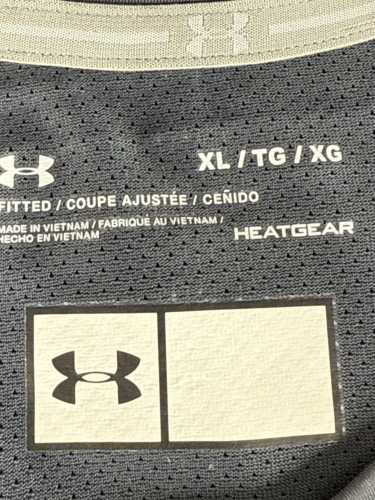 XL / TG / XG
FITTED / COUPE AJUSTÉE / CEÑIDO
MADE IN VIETNAM / FABRIQUÉ AU VIETNAM /
HECHO EN VIETNAM
HEATGEAR